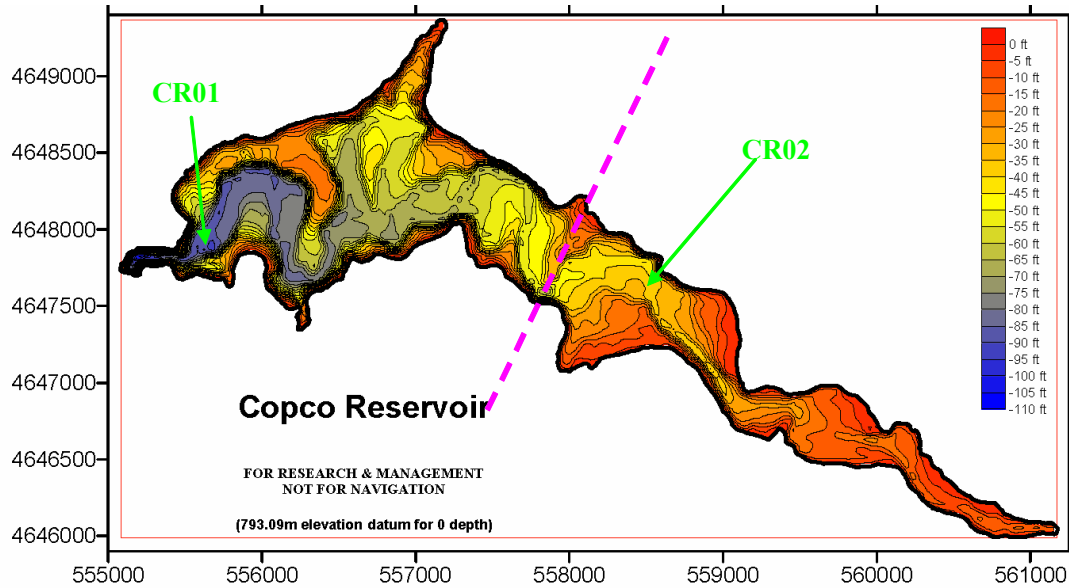 4649000
4648500
4648000
4647500
4647000
4646500
4646000
555000
556000
557000
558000
559000
560000
561000
CR01
CR02
Copco Reservoir
FOR RESEARCH & MANAGEMENT
NOT FOR NAVIGATION
(793.09m elevation datum for 0 depth)
0 ft
-5 ft
-10 ft
-15 ft
-20 ft
-25 ft
-30 ft
-35 ft
-40 ft
-45 ft
-50 ft
-55 ft
-60 ft
-65 ft
-70 ft
-75 ft
-80 ft
-85 ft
-90 ft
-95 ft
-100 ft
-105 ft
-110 ft